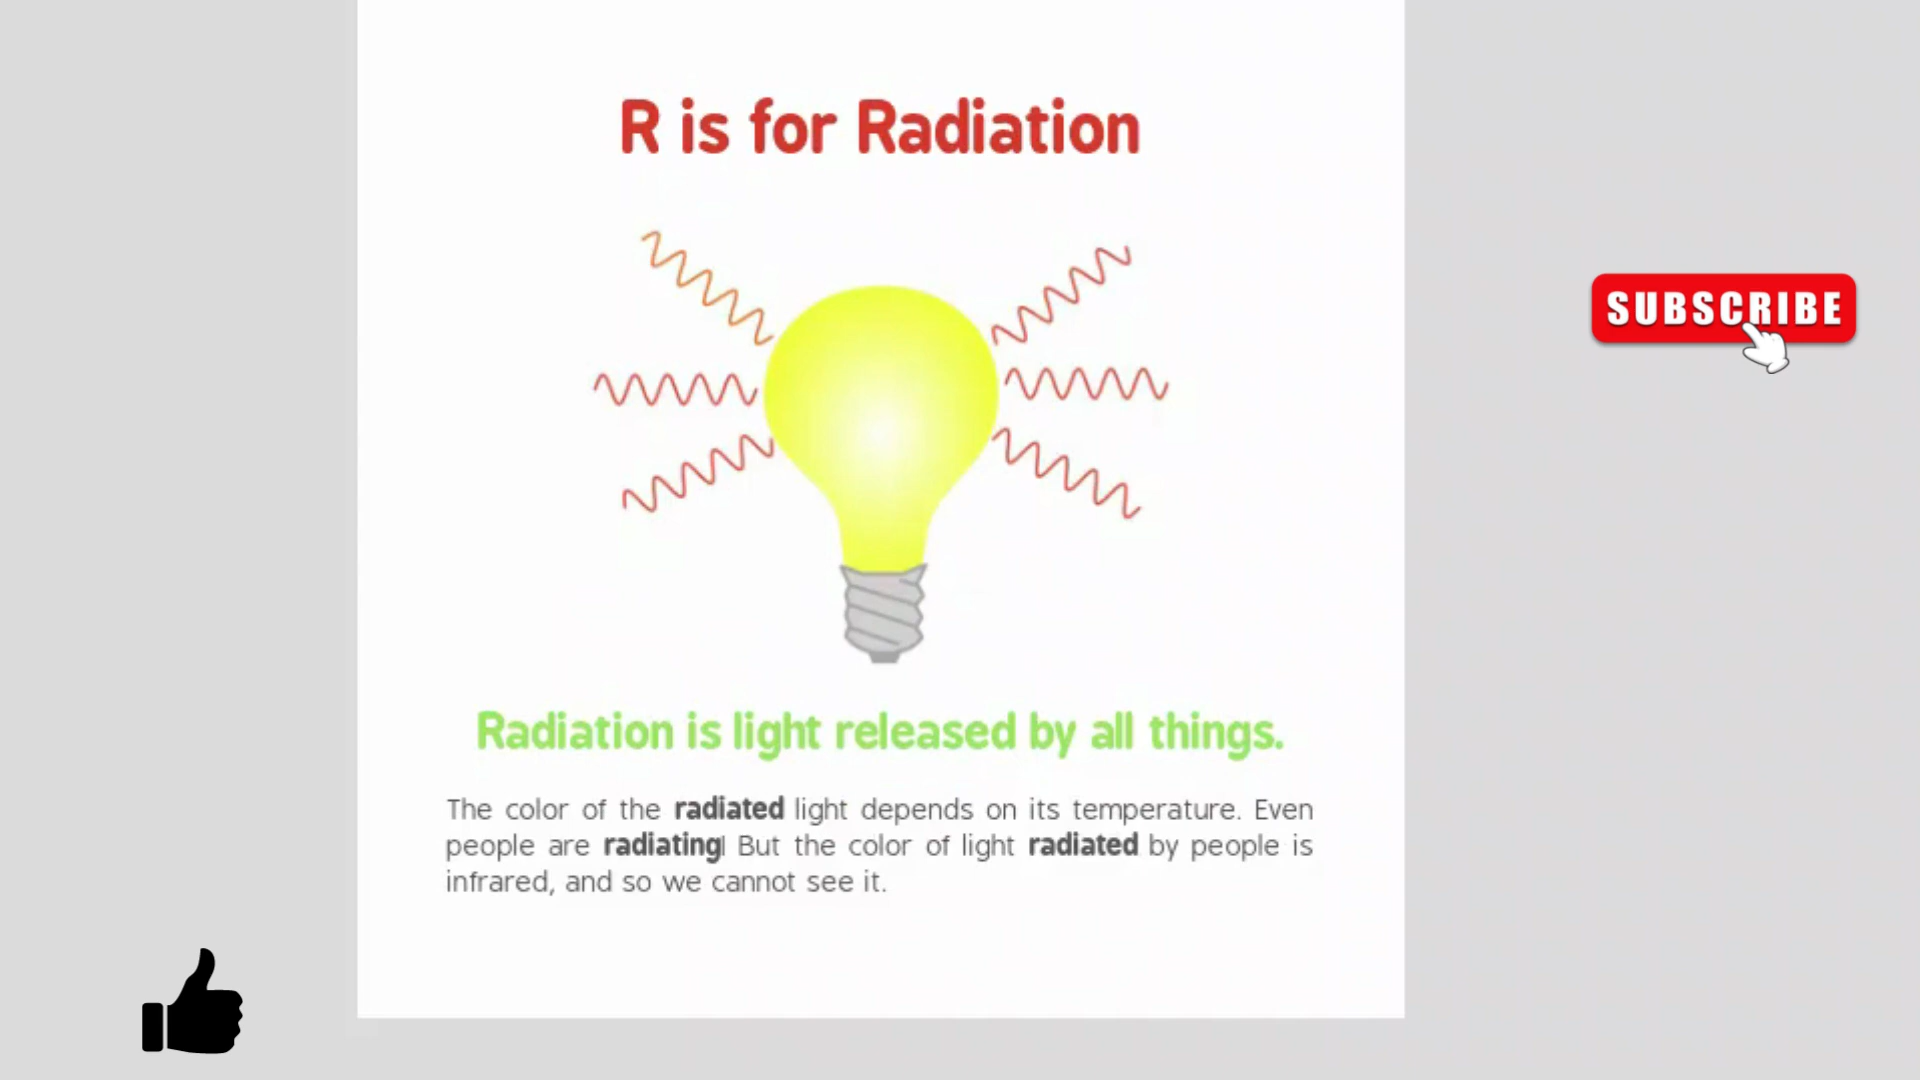 R is for Radiation
SUBSCRIBE
Radiation is light released by all things.
The color of the radiated light depends on its temperature. Even
people are radiating! But the color of light radiated by people is
infrared, and so we cannot see it.